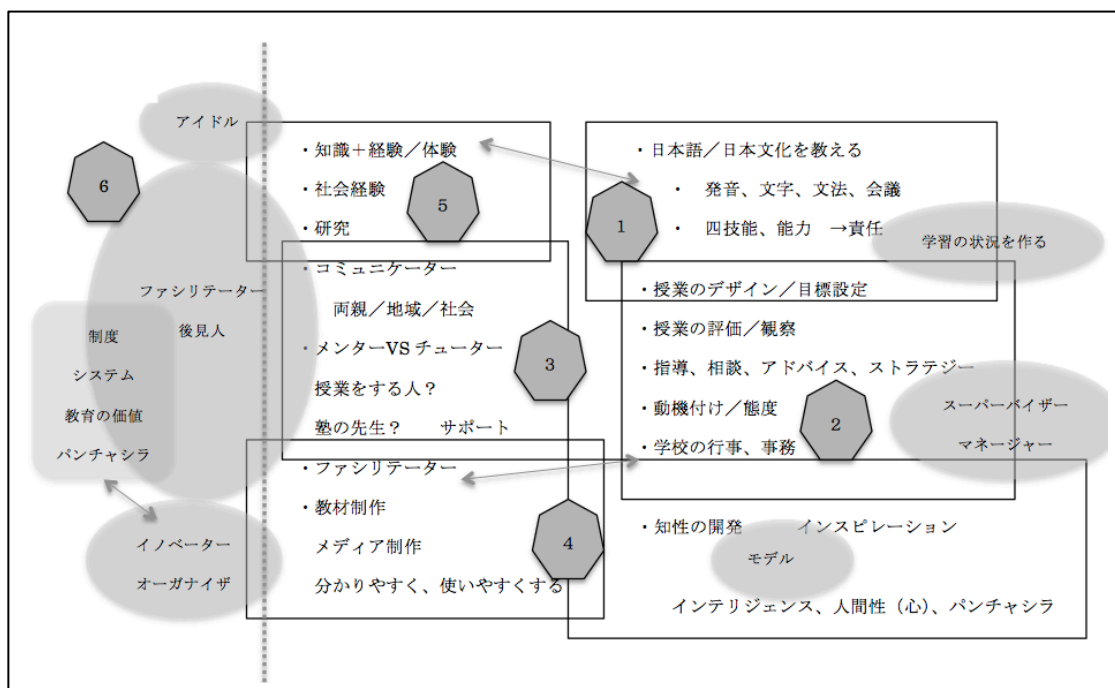 アイドル
6
ファシリテーター
後見人
制度
システム
教育の価値
パンチャシラ
イノベーター
オーガナイザ
・知識＋経験／体験
・社会経験
・研究
5
・コミュニケーター
両親／地域／社会
・メンターVS チューター
授業をする人？
塾の先生？ サポート
3
・ファシリテーター
・教材制作
メディア制作
分かりやすく、使いやすくする
4
・日本語／日本文化を教える
・ 発音、文字、文法、会議
・ 四技能、能力 →責任
1
学習の状況を作る
・授業のデザイン／目標設定
・授業の評価／観察
・指導、相談、アドバイス、ストラテジー
・動機付け／態度
・学校の行事、事務
2
スーパーバイザー
マネージャー
・知性の開発 インスピレーション
モデル
インテリジェンス、人間性（心）、パンチャシラ